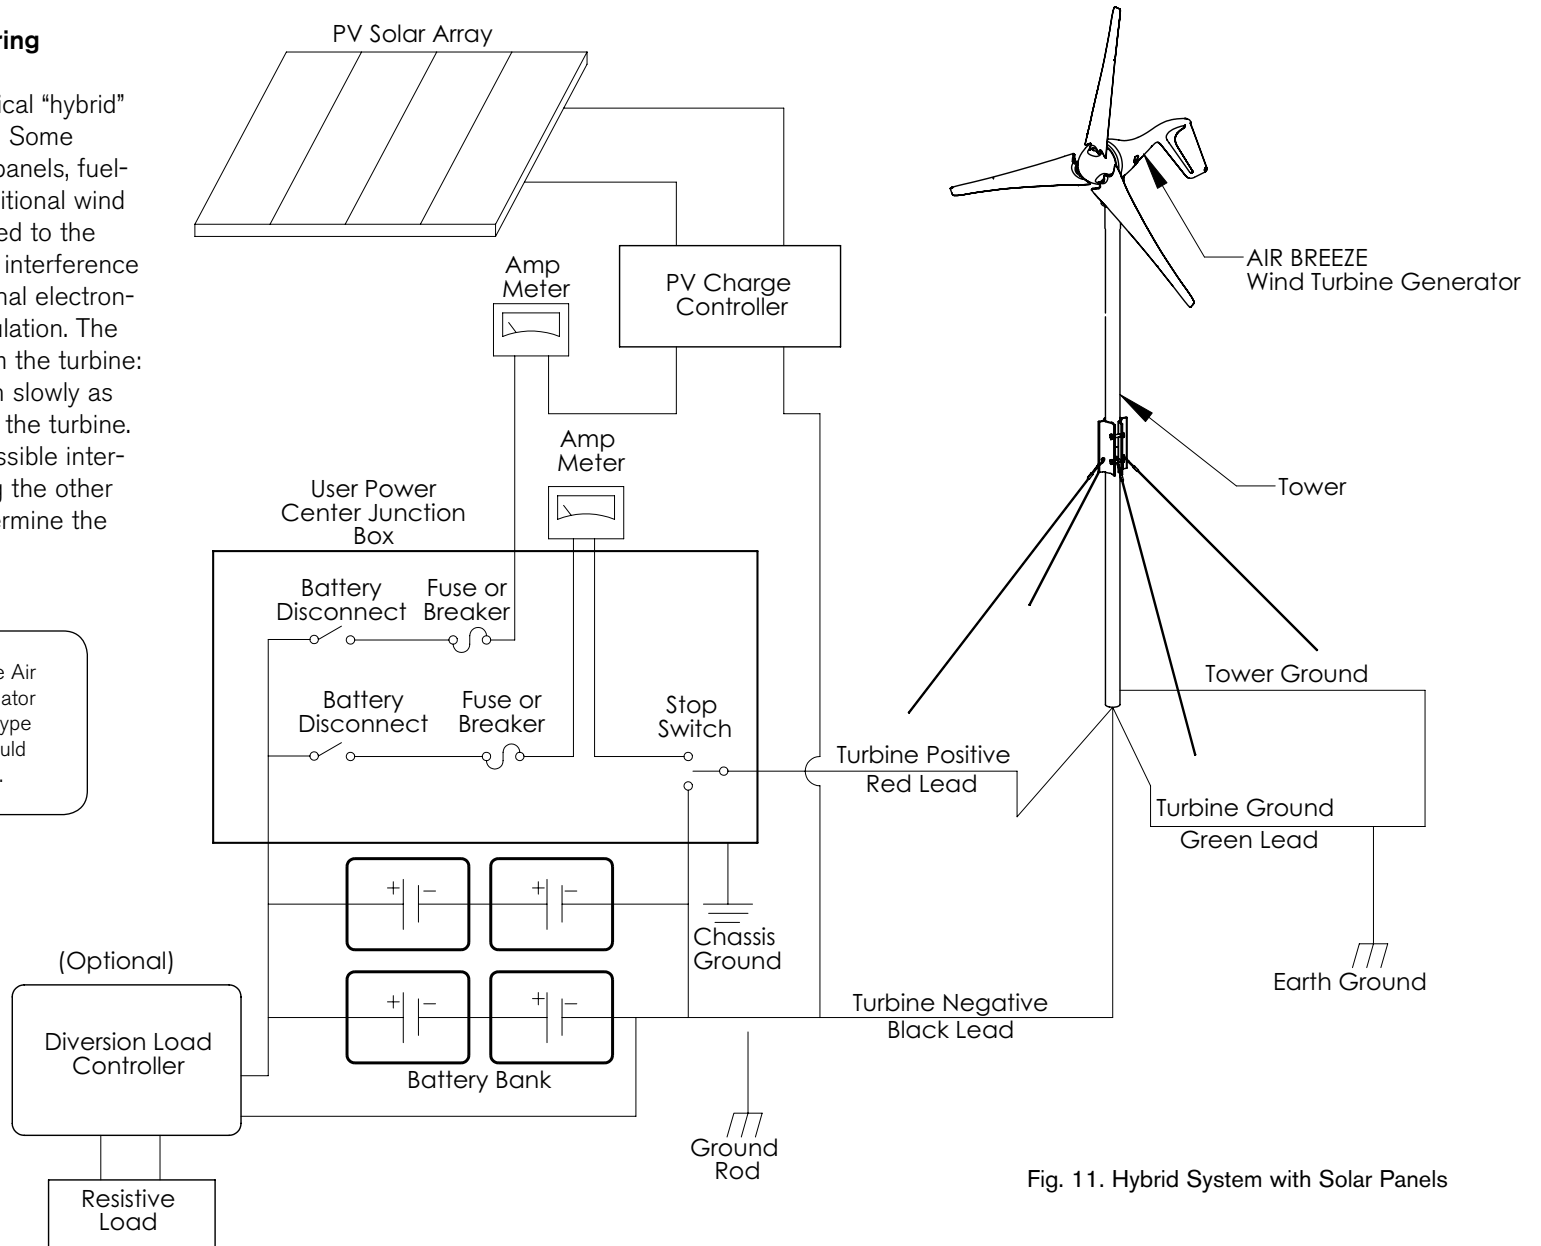 ring
ical “hybrid”
. Some
panels, fuel-
itional wind
ed to the
interference
nal electron-
ulation. The
n the turbine:
n slowly as
the turbine.
ssible inter-
g the other
ermine the
e Air
ator
ype
uld
.
PV Solar Array
Amp
Meter
PV Charge
Controller
AIR BREEZE
Wind Turbine Generator
Amp
Meter
Tower
User Power
Center Junction
Box
Battery
Disconnect
Fuse or
Breaker
Battery
Disconnect
Fuse or
Breaker
Stop
Switch
Tower Ground
Turbine Positive
Red Lead
Turbine Ground
Green Lead
+ –
+ –
Chassis
Ground
Earth Ground
(Optional)
Diversion Load
Controller
+ –
+ –
Battery Bank
Turbine Negative
Black Lead
Ground
Rod
Resistive
Load
Fig. 11. Hybrid System with Solar Panels